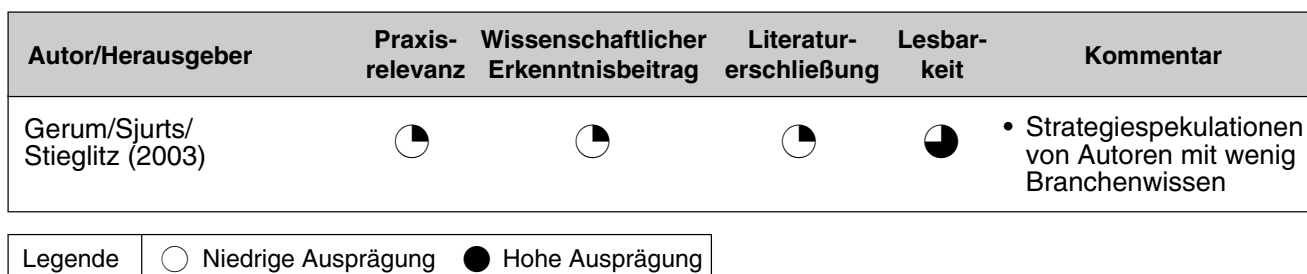 Autor/Herausgeber
Praxis-
relevanz
Wissenschaftlicher
Erkenntnisbeitrag
Literatur-
erschließung
Lesbar-
keit
Kommentar
Gerum/Sjurts/
Stieglitz (2003)
• Strategiespekulationen
von Autoren mit wenig
Branchenwissen
Legende
Niedrige Ausprägung
Hohe Ausprägung